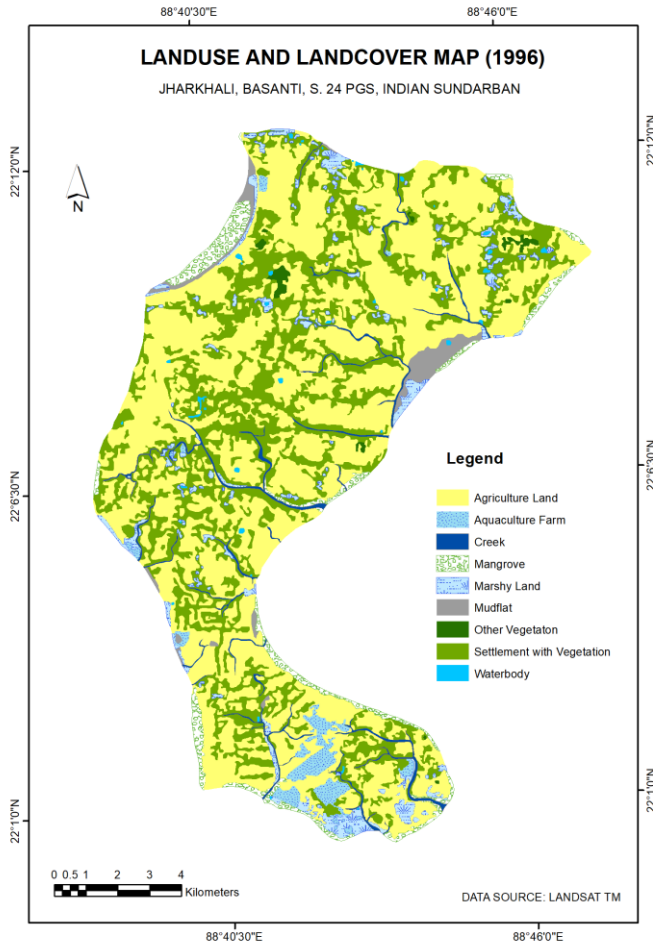 88°40'30"E 88°46'0"E
LANDUSE AND LANDCOVER MAP (1996)
JHARKHALI, BASANTI, S. 24 PGS, INDIAN SUNDARBAN
22°12'0"N 22°12'0"N
N
Legend
Agriculture Land
Aquaculture Farm
Creek
Mangrove
Marshy Land
Mudflat
Other Vegetaton
Settlement with Vegetation
Waterbody
22°6'30"N 22°6'30"N
22°1'0"N 22°1'0"N
0 0.5 1 2 3 4
Kilometers
DATA SOURCE: LANDSAT TM
88°40'30"E 88°46'0"E